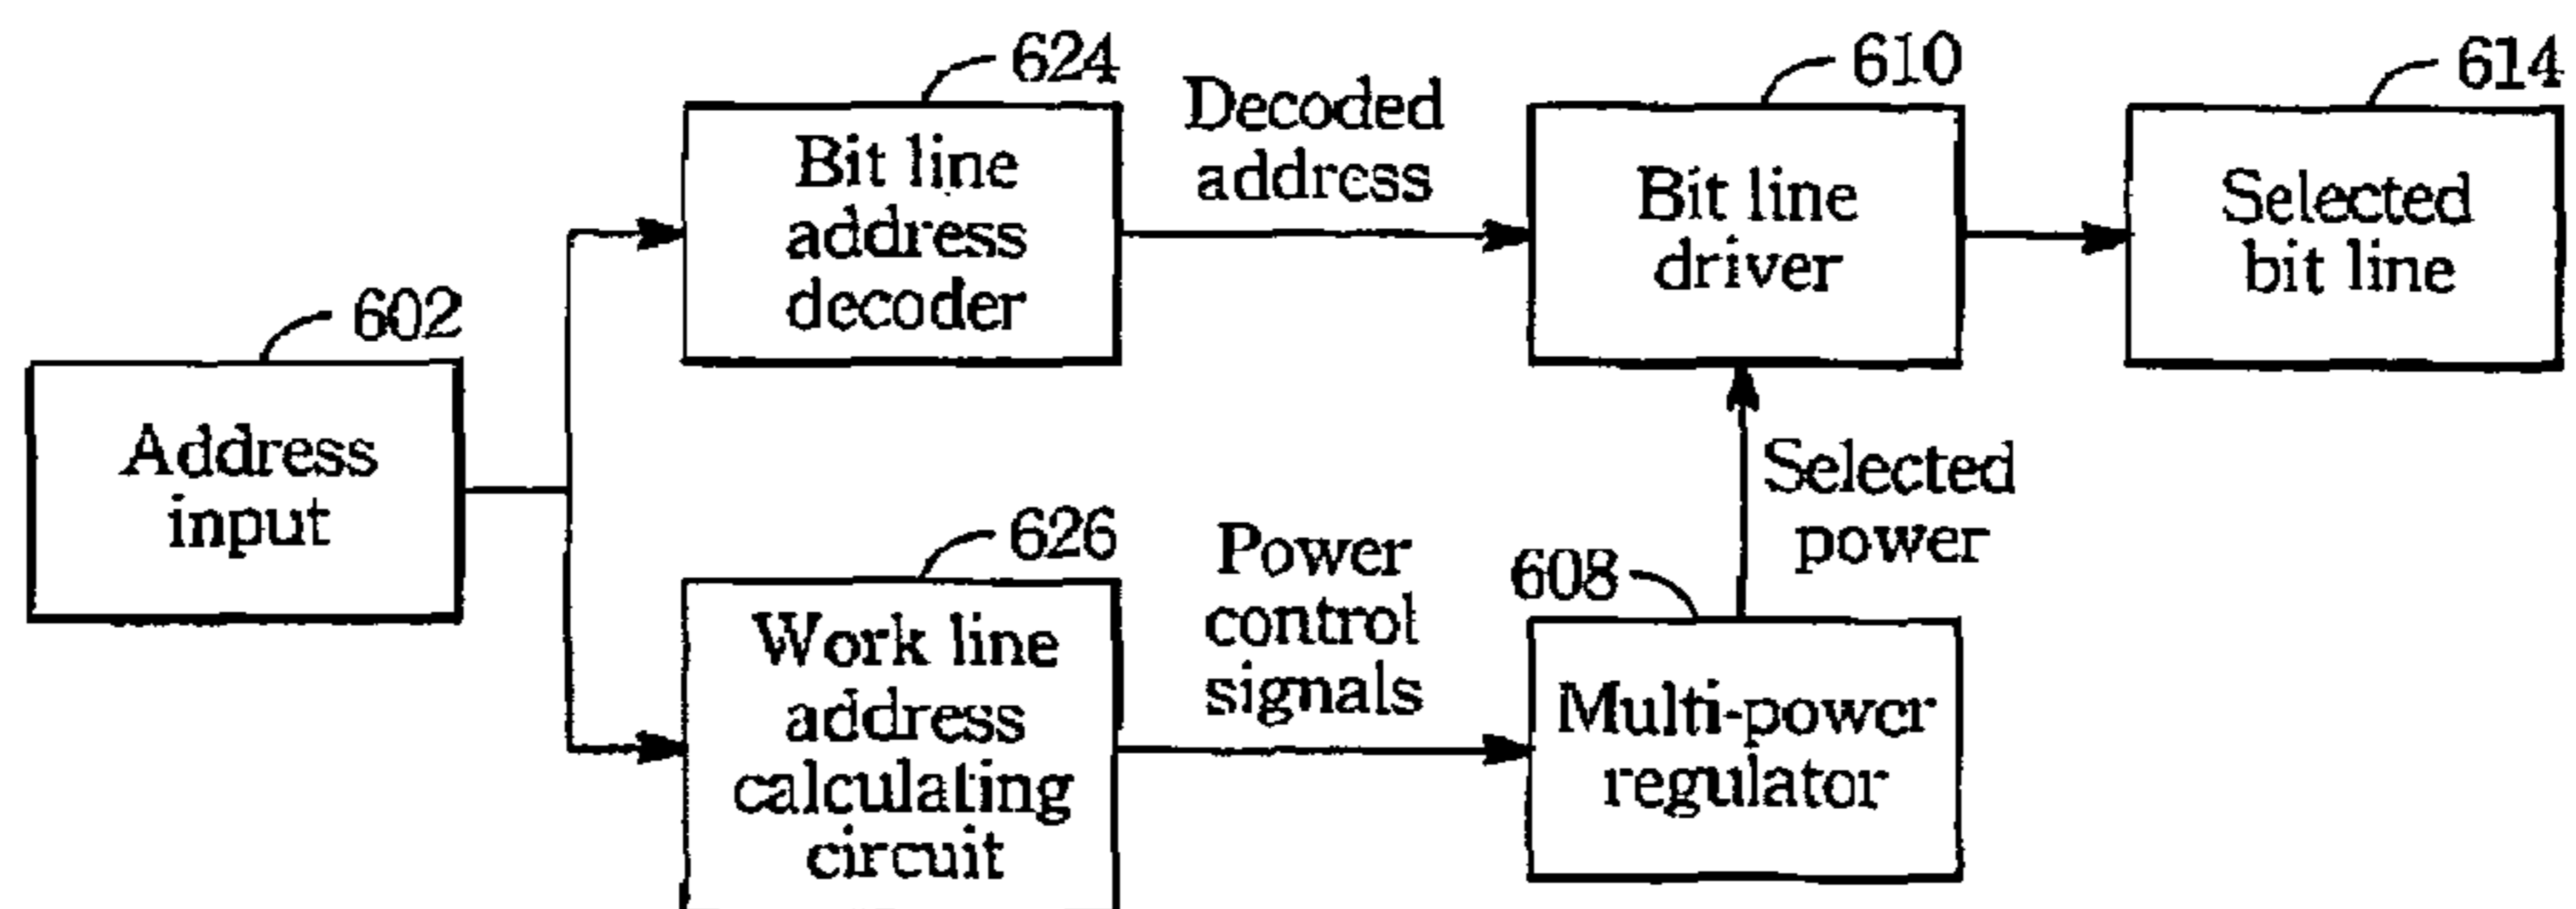 624
Bit line
address
decoder
Decoded
address
610
Bit line
driver
614
Selected
bit line
602
Address
input
626
Work line
address
calculating
circuit
Power
control
signals
Selected
power
608
Multi-power
regulator